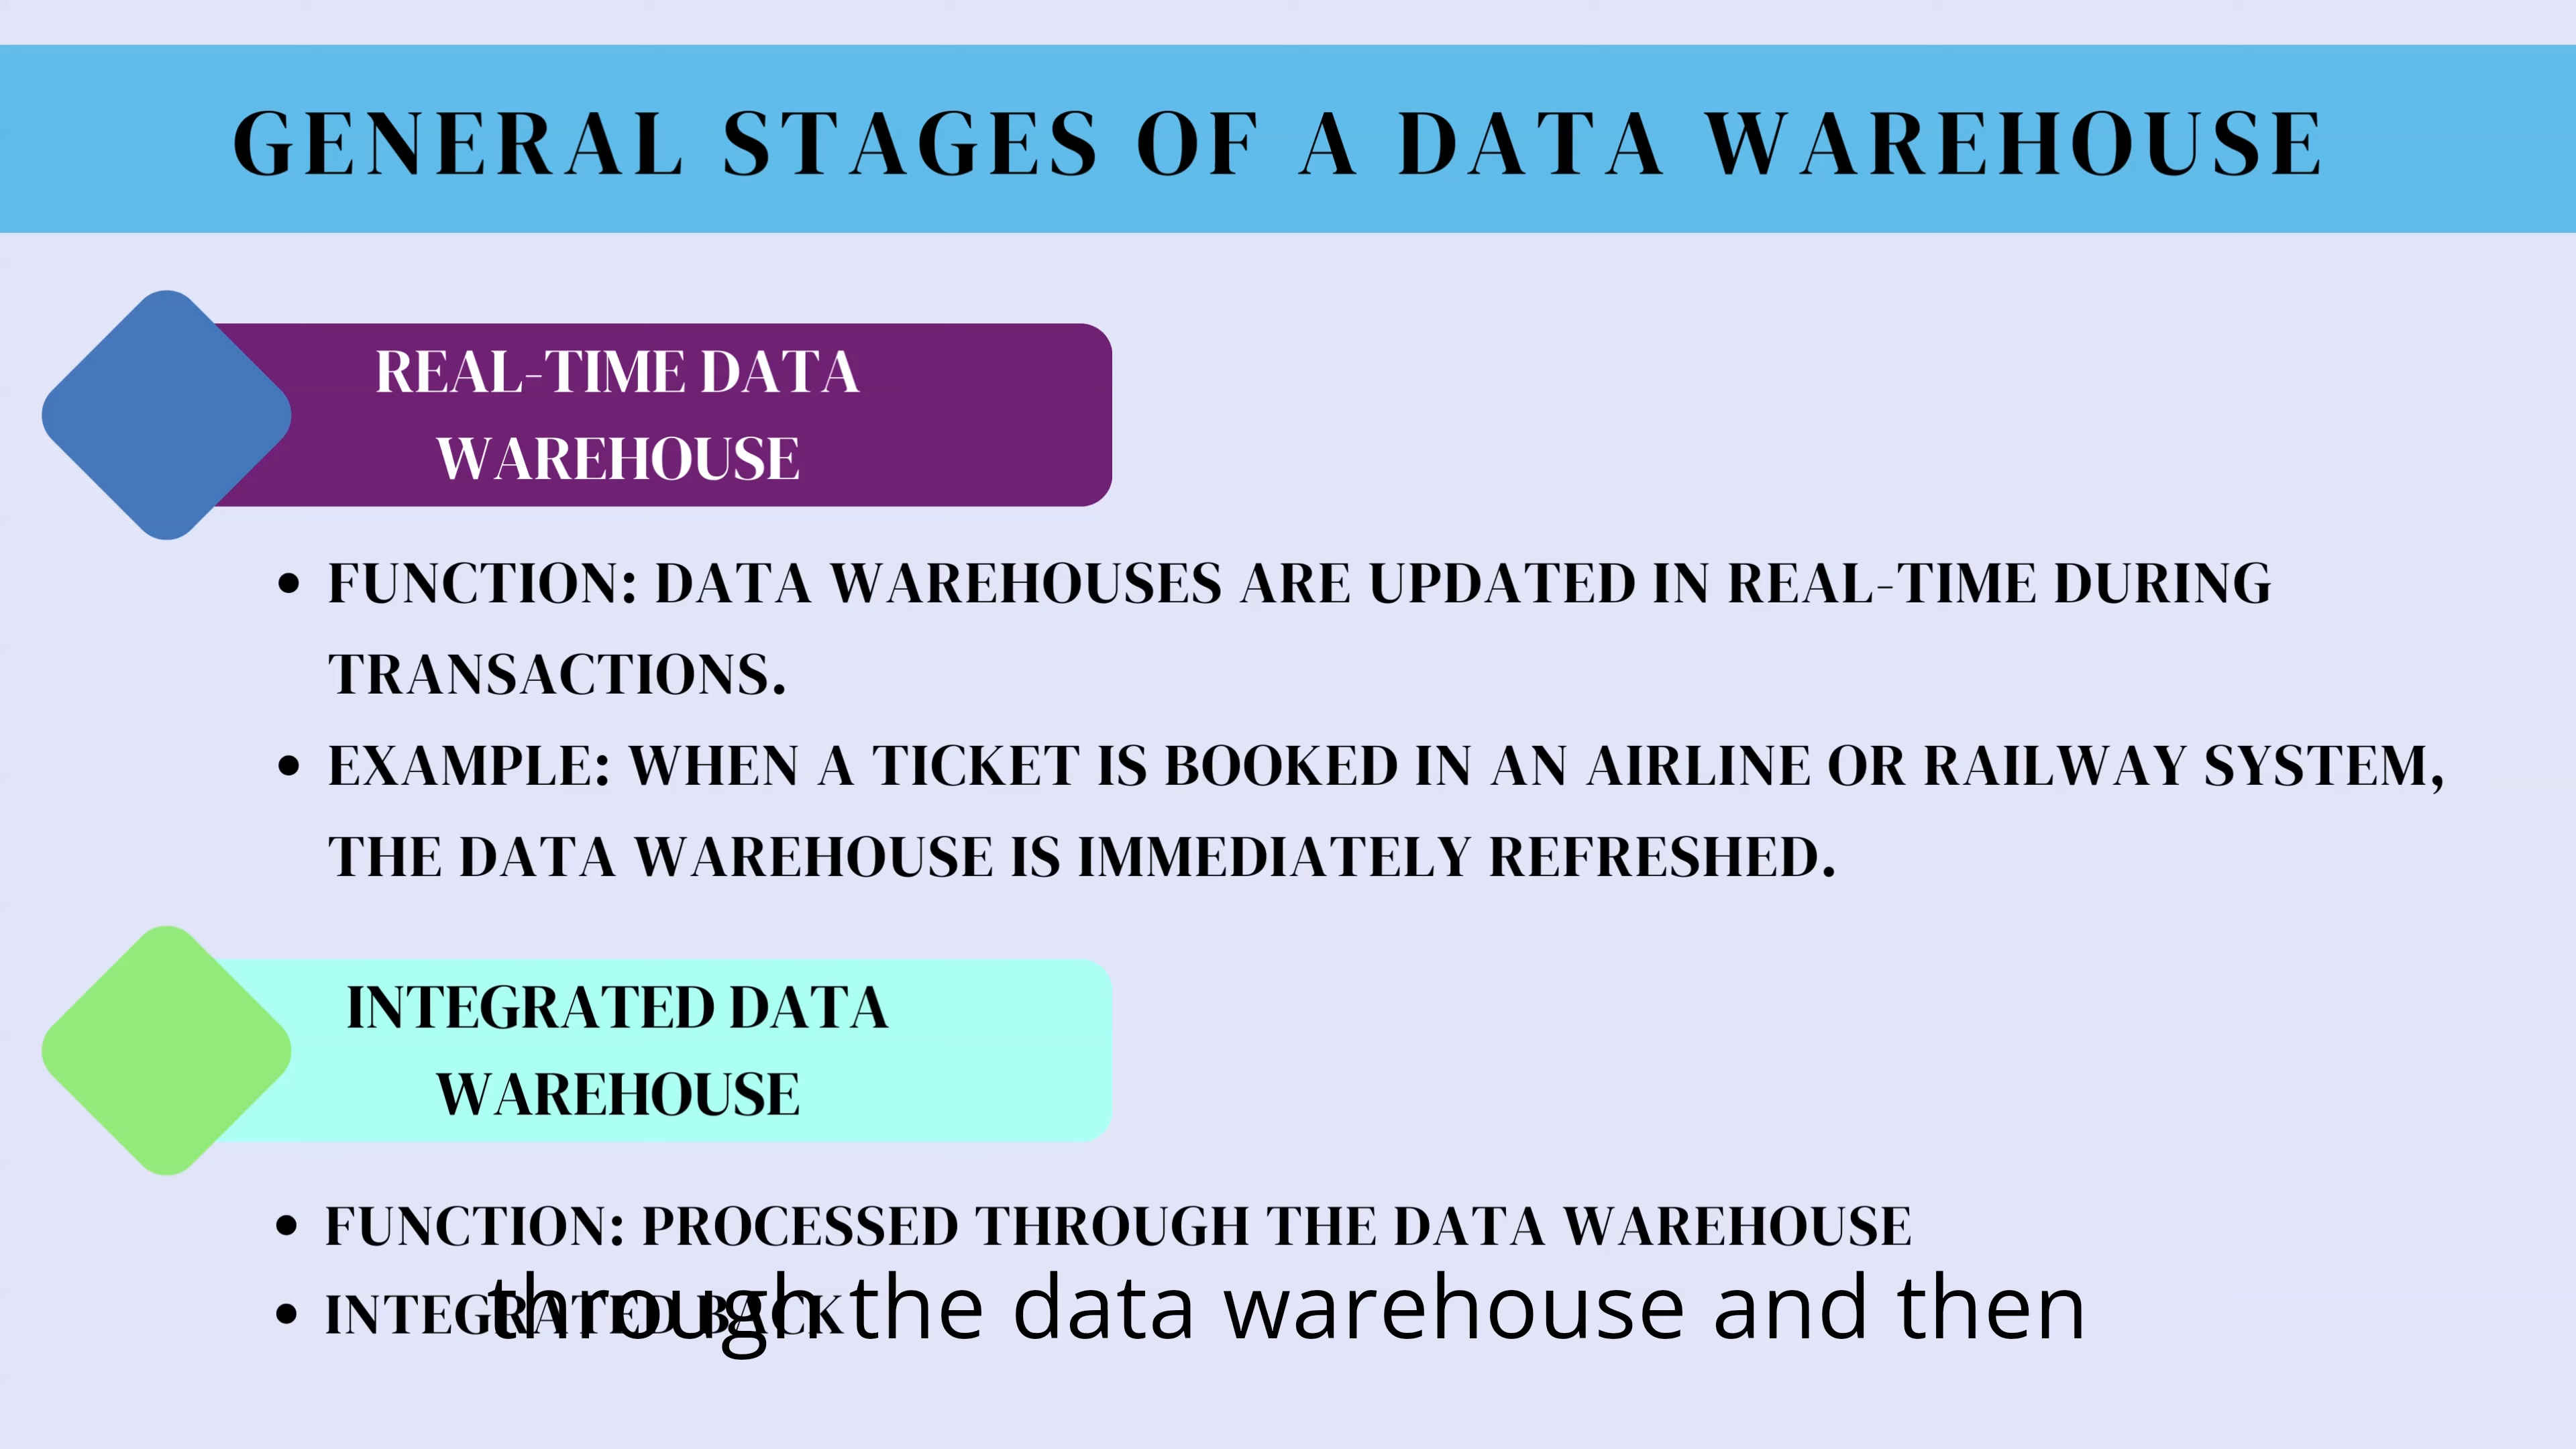 GENERAL STAGES OF A DATA WAREHOUSE
REAL-TIME DATA
WAREHOUSE
• FUNCTION: DATA WAREHOUSES ARE UPDATED IN REAL-TIME DURING
TRANSACTIONS.
• EXAMPLE: WHEN A TICKET IS BOOKED IN AN AIRLINE OR RAILWAY SYSTEM,
THE DATA WAREHOUSE IS IMMEDIATELY REFRESHED.
INTEGRATED DATA
WAREHOUSE
• FUNCTION: PROCESSED THROUGH THE DATA WAREHOUSE
• INTEGRATED BACK
through the data warehouse and then